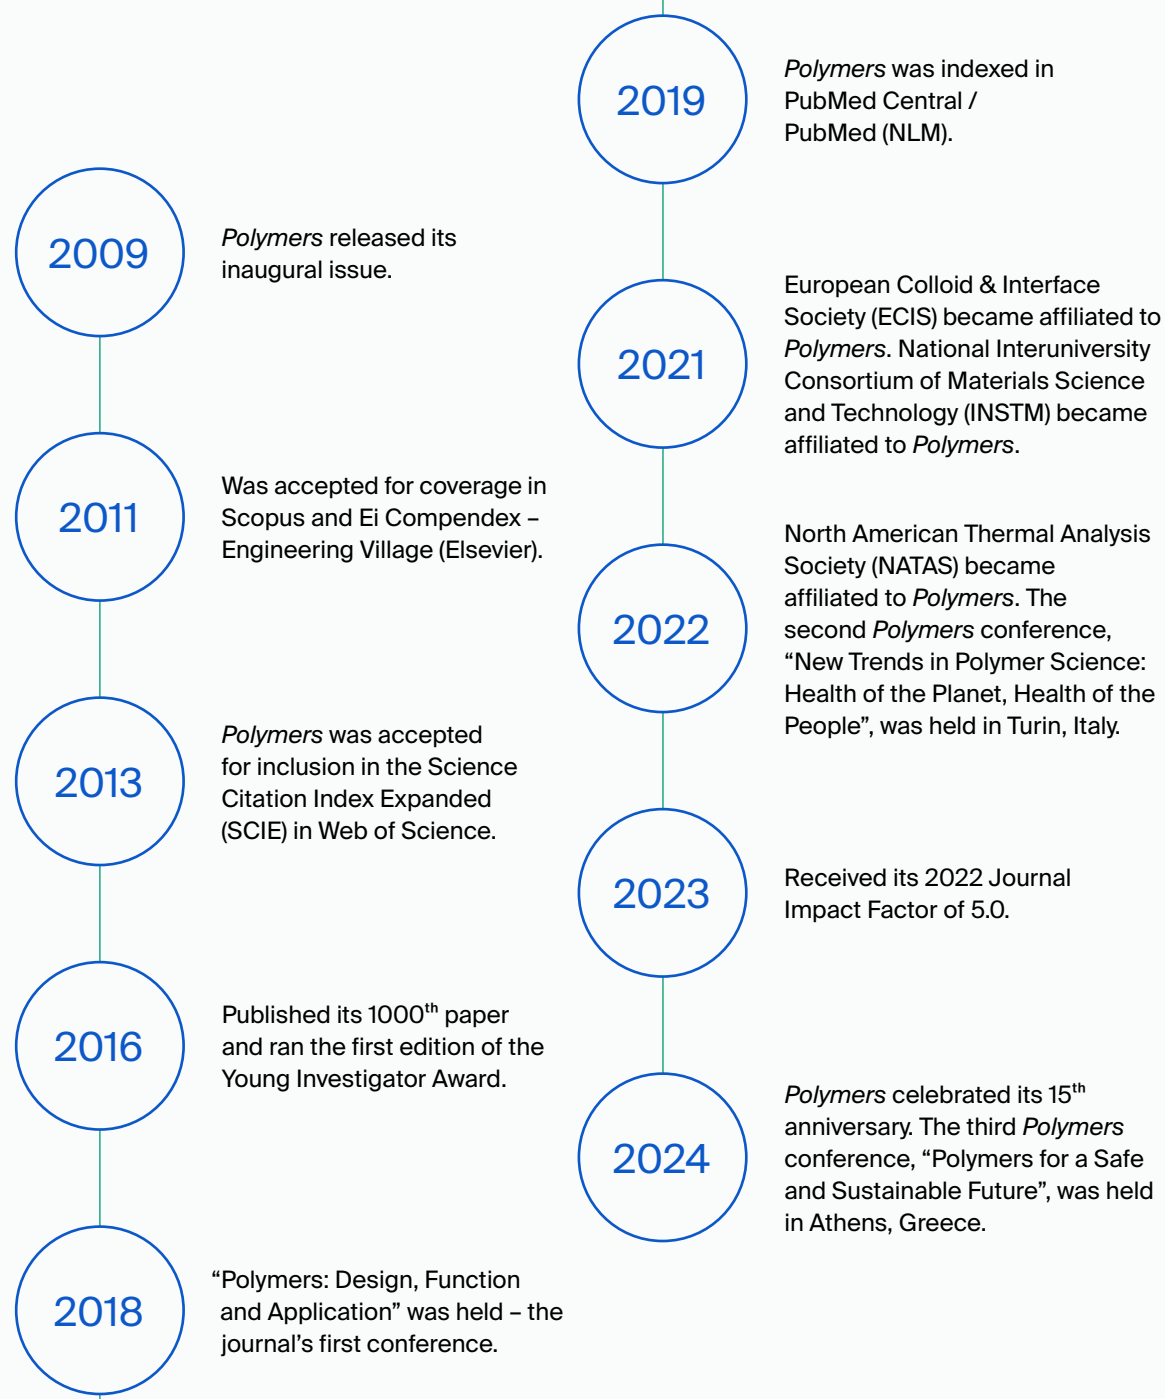 2009
Polymers released its
inaugural issue.
2011
Was accepted for coverage in
Scopus and Ei Compendex –
Engineering Village (Elsevier).
2013
Polymers was accepted
for inclusion in the Science
Citation Index Expanded
(SCIE) in Web of Science.
2016
Published its 1000th paper
and ran the first edition of the
Young Investigator Award.
2018
“Polymers: Design, Function
and Application” was held – the
journal’s first conference.
2019
Polymers was indexed in
PubMed Central /
PubMed (NLM).
2021
European Colloid & Interface
Society (ECIS) became affiliated to
Polymers. National Interuniversity
Consortium of Materials Science
and Technology (INSTM) became
affiliated to Polymers.
2022
North American Thermal Analysis
Society (NATAS) became
affiliated to Polymers. The
second Polymers conference,
“New Trends in Polymer Science:
Health of the Planet, Health of the
People”, was held in Turin, Italy.
2023
Received its 2022 Journal
Impact Factor of 5.0.
2024
Polymers celebrated its 15th
anniversary. The third Polymers
conference, “Polymers for a Safe
and Sustainable Future”, was held
in Athens, Greece.